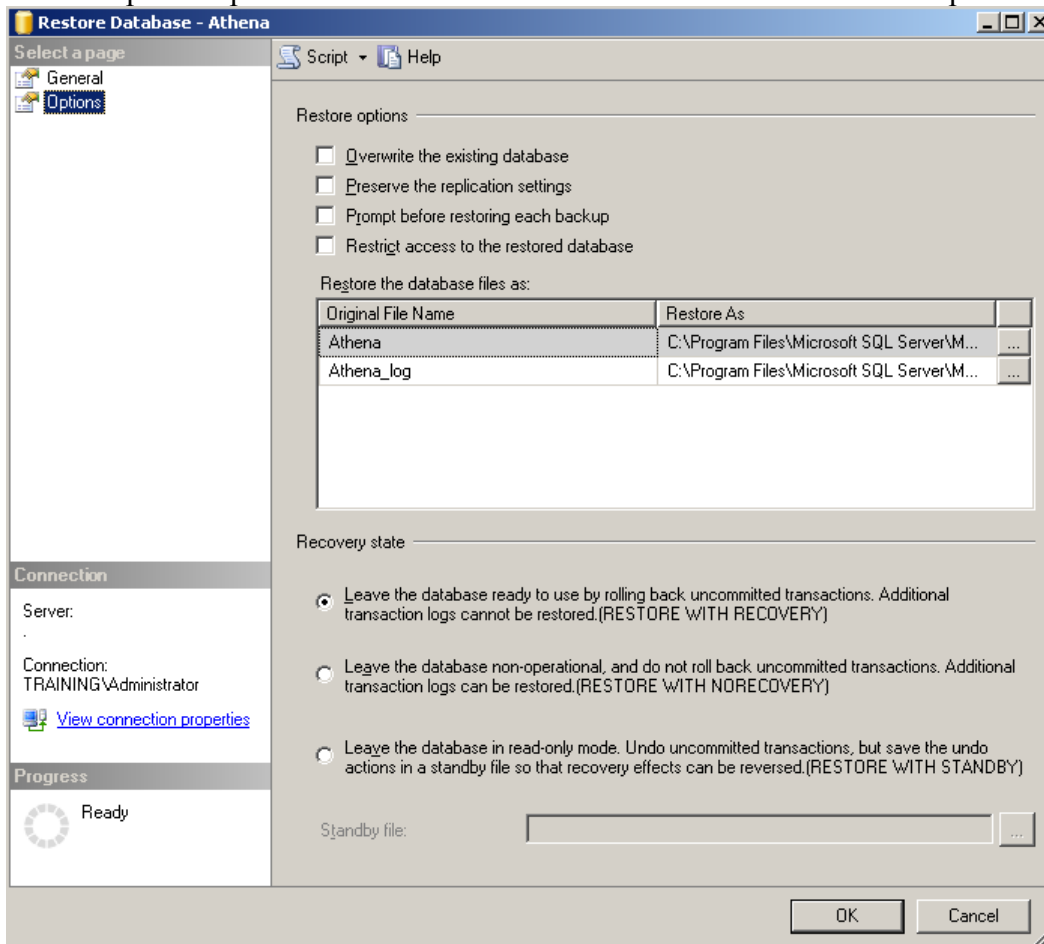 Restore Database - Athena
Select a page
General
Options
Script
Help
Restore options
Overwrite the existing database
Preserve the replication settings
Prompt before restoring each backup
Restrict access to the restored database
Restore the database files as:
Original File Name Restore As
Athena C:\Program Files\Microsoft SQL Server\M... ...
Athena_log C:\Program Files\Microsoft SQL Server\M... ...
Recovery state
Leave the database ready to use by rolling back uncommitted transactions. Additional
transaction logs cannot be restored.(RESTORE WITH RECOVERY)
Leave the database non-operational, and do not roll back uncommitted transactions. Additional
transaction logs can be restored.(RESTORE WITH NORECOVERY)
Leave the database in read-only mode. Undo uncommitted transactions, but save the undo
actions in a standby file so that recovery effects can be reversed.(RESTORE WITH STANDBY)
Standby file: ...
Connection
Server:
.
Connection:
TRAINING\Administrator
View connection properties
Progress
Ready
OK Cancel